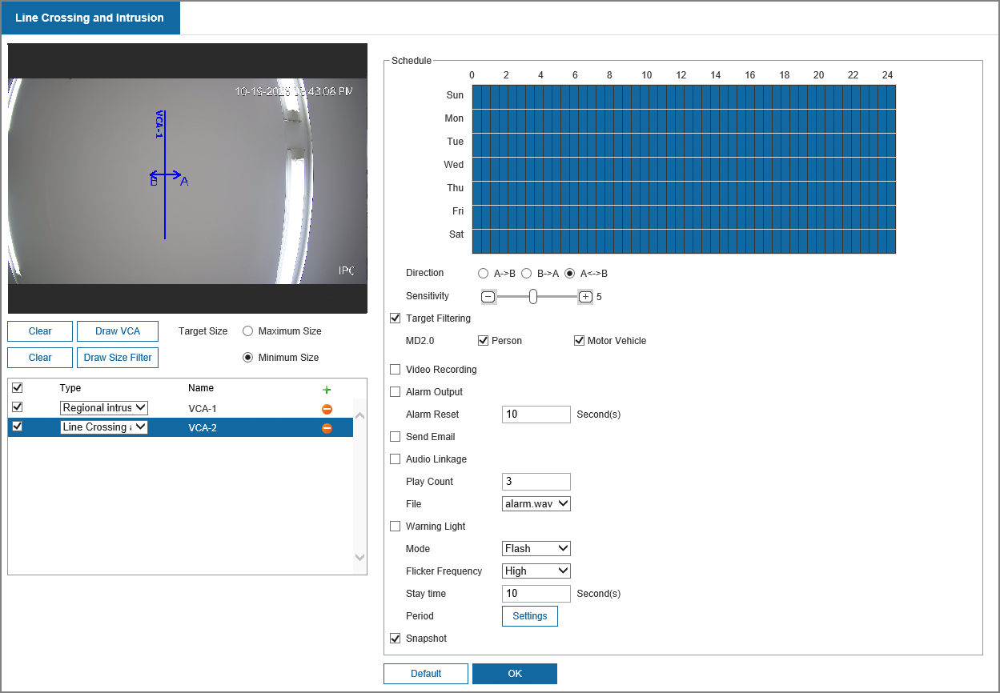 Line Crossing and Intrusion
10-19-202 :43:08 PM
VCA-1
B A
IPC
Clear Draw VCA Target Size Maximum Size
Clear Draw Size Filter Minimum Size
Type Name
Regional intrus VCA-1
Line Crossing VCA-2
Schedule
0 2 4 6 8 10 12 14 16 18 20 22 24
Sun
Mon
Tue
Wed
Thu
Fri
Sat
Direction A->B B->A A<->B
Sensitivity 5
Target Filtering
MD2.0 Person Motor Vehicle
Video Recording
Alarm Output
Alarm Reset 10 Second(s)
Send Email
Audio Linkage
Play Count 3
File alarm.wav
Warning Light
Mode Flash
Flicker Frequency High
Stay time 10 Second(s)
Period Settings
Snapshot
Default OK